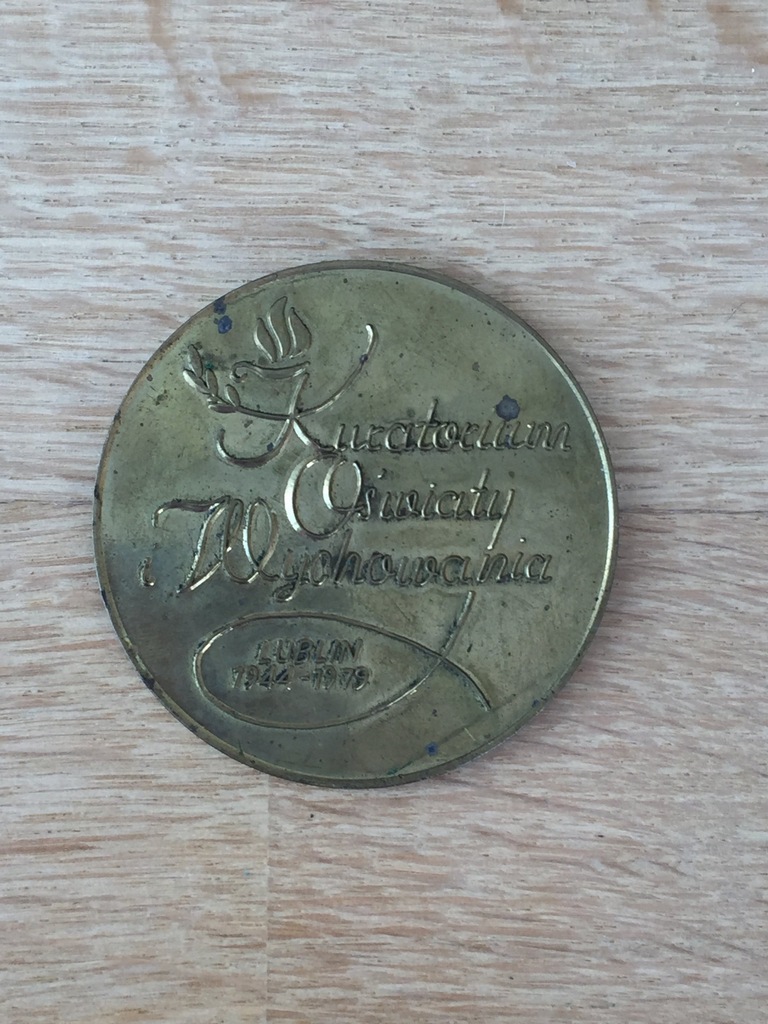 Kuratorium
Oświaty
i Wychowania
LUBLIN
1944-1979